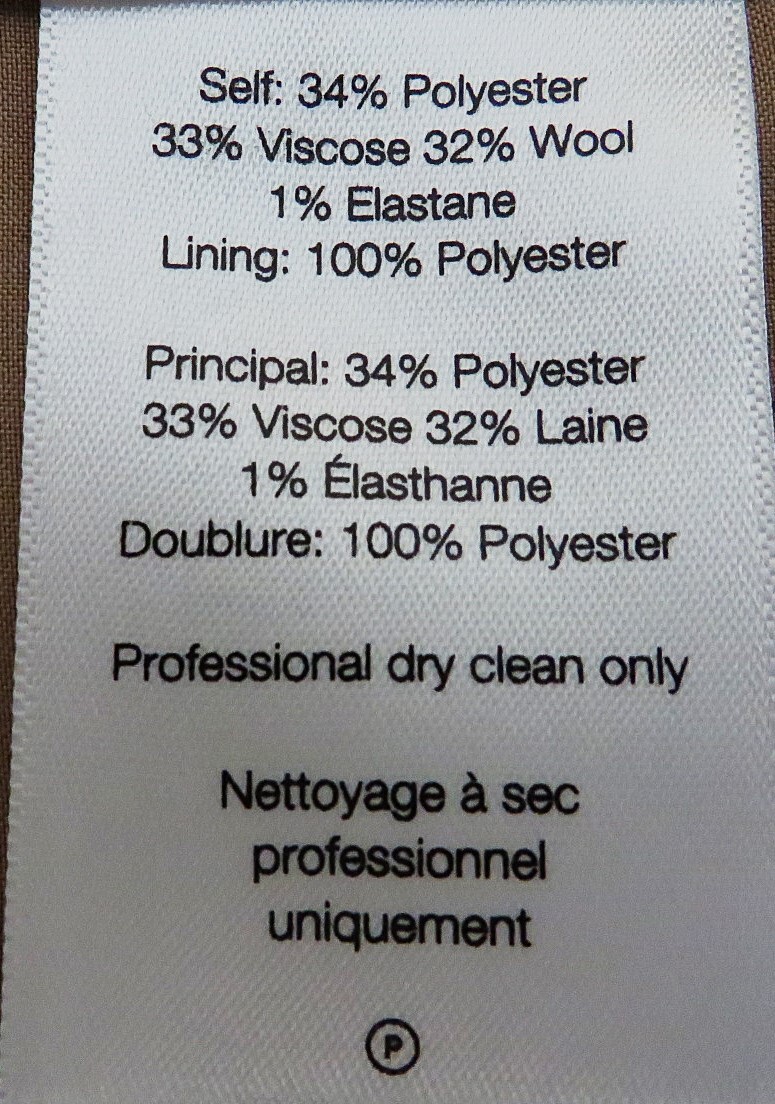 Self: 34% Polyester
33% Viscose 32% Wool
1% Elastane
Lining: 100% Polyester
Principal: 34% Polyester
33% Viscose 32% Laine
1% Élasthanne
Doublure: 100% Polyester
Professional dry clean only
Nettoyage à sec
professionnel
uniquement
P